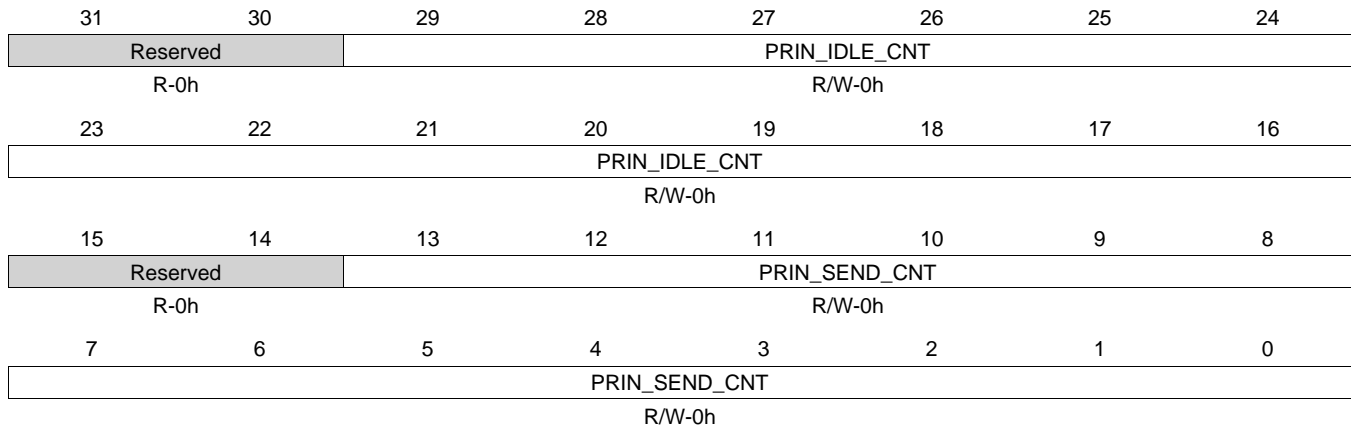 31 30 29 28 27 26 25 24
Reserved PRIN_IDLE_CNT
R-0h R/W-0h
23 22 21 20 19 18 17 16
PRIN_IDLE_CNT
R/W-0h
15 14 13 12 11 10 9 8
Reserved PRIN_SEND_CNT
R-0h R/W-0h
7 6 5 4 3 2 1 0
PRIN_SEND_CNT
R/W-0h